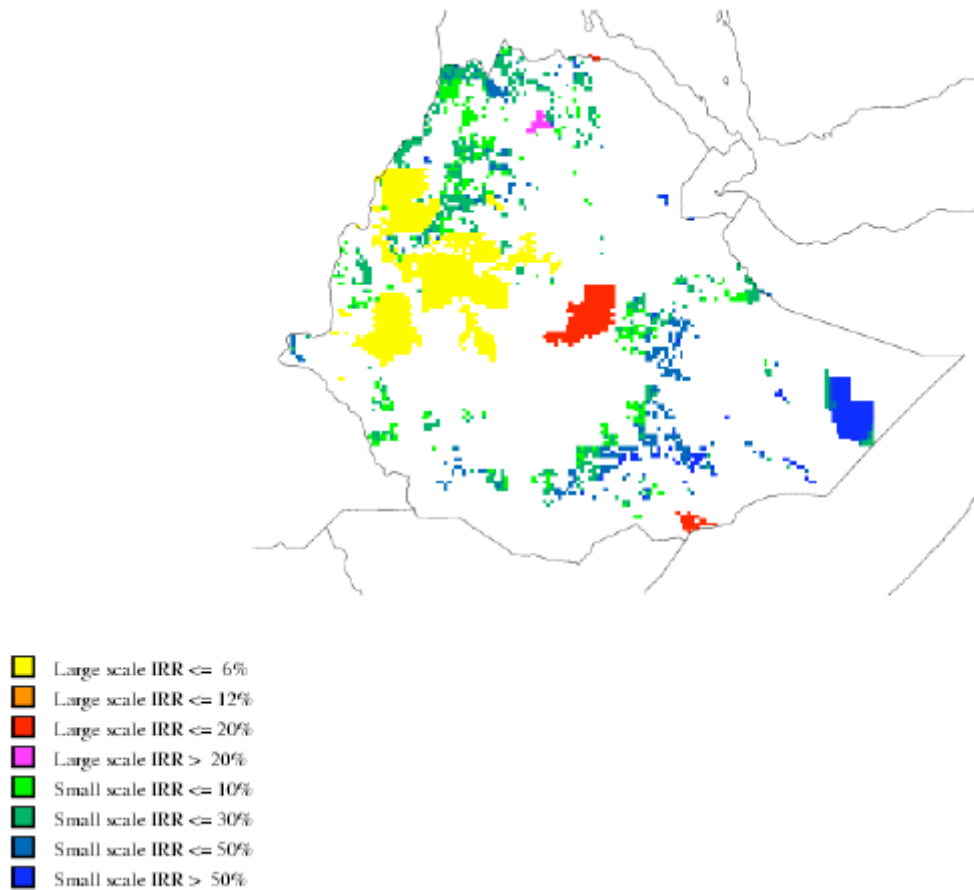 Large scale IRR <= 6%
Large scale IRR <= 12%
Large scale IRR <= 20%
Large scale IRR > 20%
Small scale IRR <= 10%
Small scale IRR <= 30%
Small scale IRR <= 50%
Small scale IRR > 50%